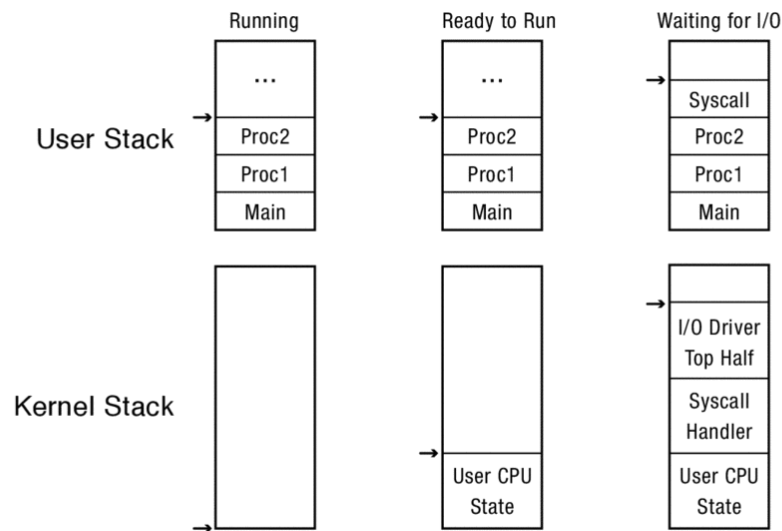 Running Ready to Run Waiting for I/O
... ...
Syscall
User Stack Proc2 Proc2 Proc2
Proc1 Proc1 Proc1
Main Main Main
I/O Driver
Top Half
Kernel Stack Syscall
Handler
User CPU User CPU
State State